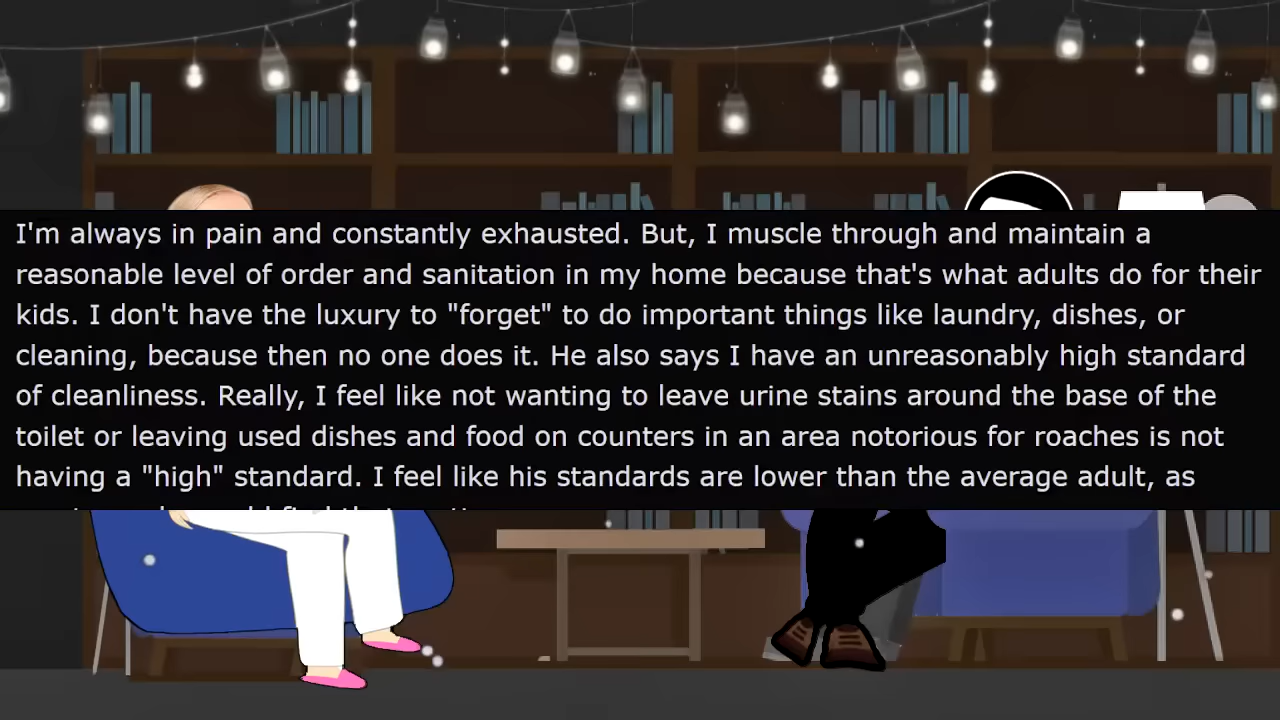 I'm always in pain and constantly exhausted. But, I muscle through and maintain a
reasonable level of order and sanitation in my home because that's what adults do for their
kids. I don't have the luxury to "forget" to do important things like laundry, dishes, or
cleaning, because then no one does it. He also says I have an unreasonably high standard
of cleanliness. Really, I feel like not wanting to leave urine stains around the base of the
toilet or leaving used dishes and food on counters in an area notorious for roaches is not
having a "high" standard. I feel like his standards are lower than the average adult, as